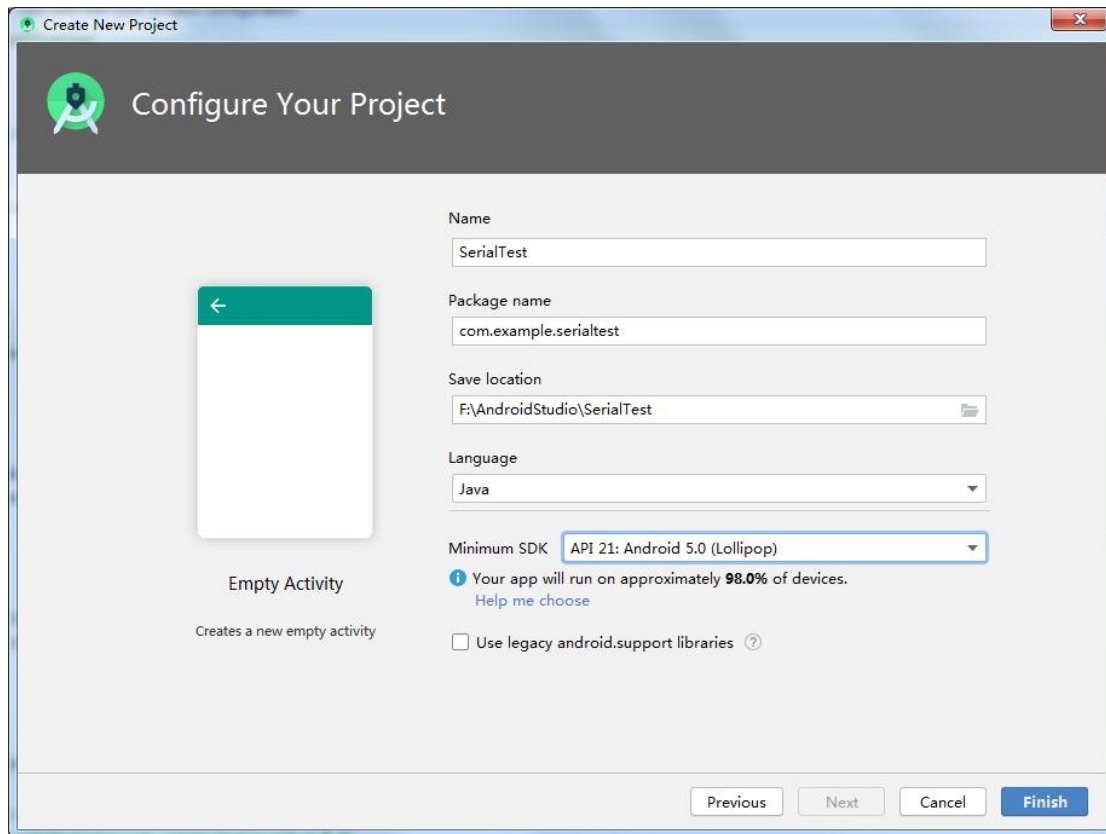 Create New Project
Configure Your Project
Name
SerialTest
Package name
com.example.serialtest
Save location
F:\AndroidStudio\SerialTest
Language
Java
Minimum SDK API 21: Android 5.0 (Lollipop)
Your app will run on approximately 98.0% of devices.
Help me choose
Use legacy android.support libraries ?
Empty Activity
Creates a new empty activity
Previous Next Cancel Finish